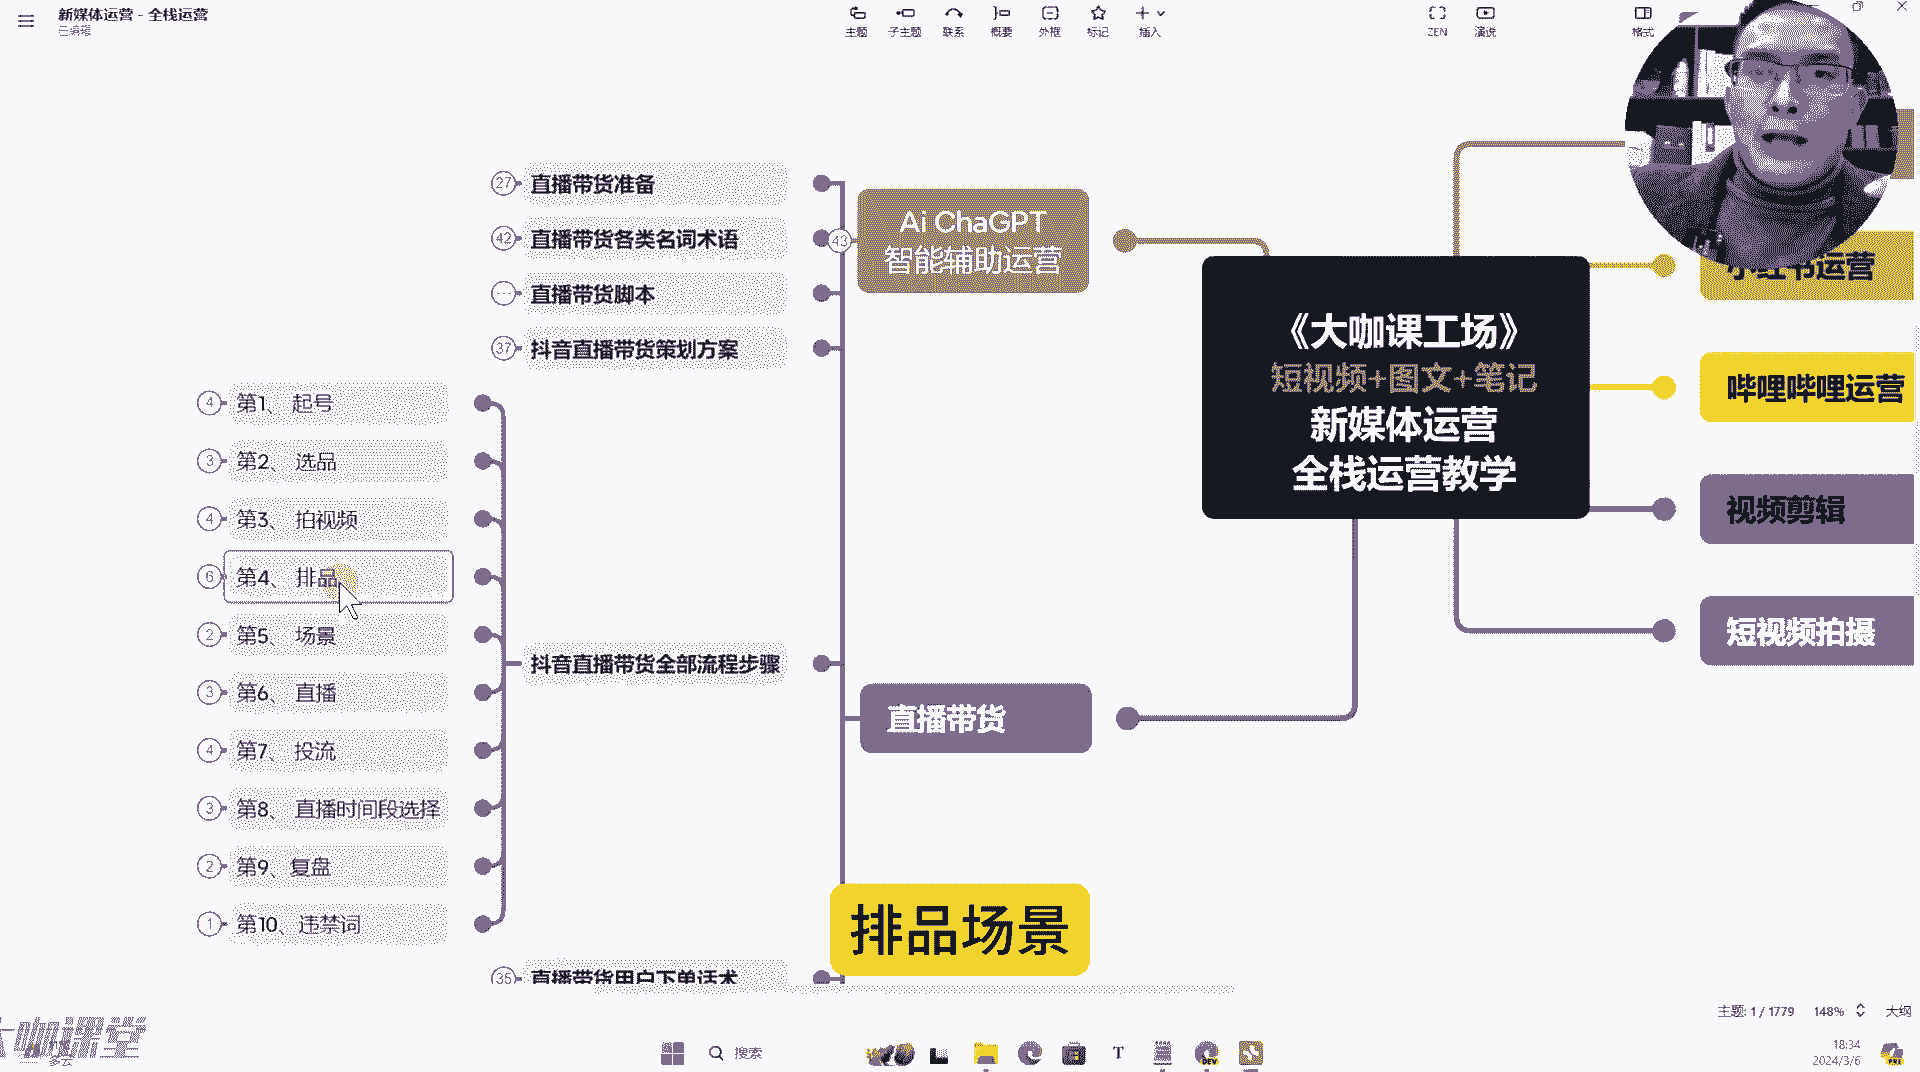 新媒体运营 - 全栈运营
已编辑
主题
子主题
联系
概要
外框
标记
插入
ZEN
演说
格式
27
直播带货准备
42
直播带货各类名词术语
直播带货脚本
37
抖音直播带货策划方案
43
Ai ChaGPT
智能辅助运营
《大咖课工场》
短视频+图文+笔记
新媒体运营
全栈运营教学
小红书运营
哔哩哔哩运营
视频剪辑
短视频拍摄
4
第1、 起号
3
第2、 选品
4
第3、 拍视频
6
第4、 排品
2
第5、 场景
3
第6、 直播
4
第7、 投流
3
第8、 直播时间段选择
2
第9、复盘
1
第10、违禁词
抖音直播带货全部流程步骤
直播带货
排品场景
35
直播带货用户下单话术
主题: 1 / 1779
148%
大纲
大咖课堂
多云
搜索
T
DEV
18:34
2024/3/6
PRE